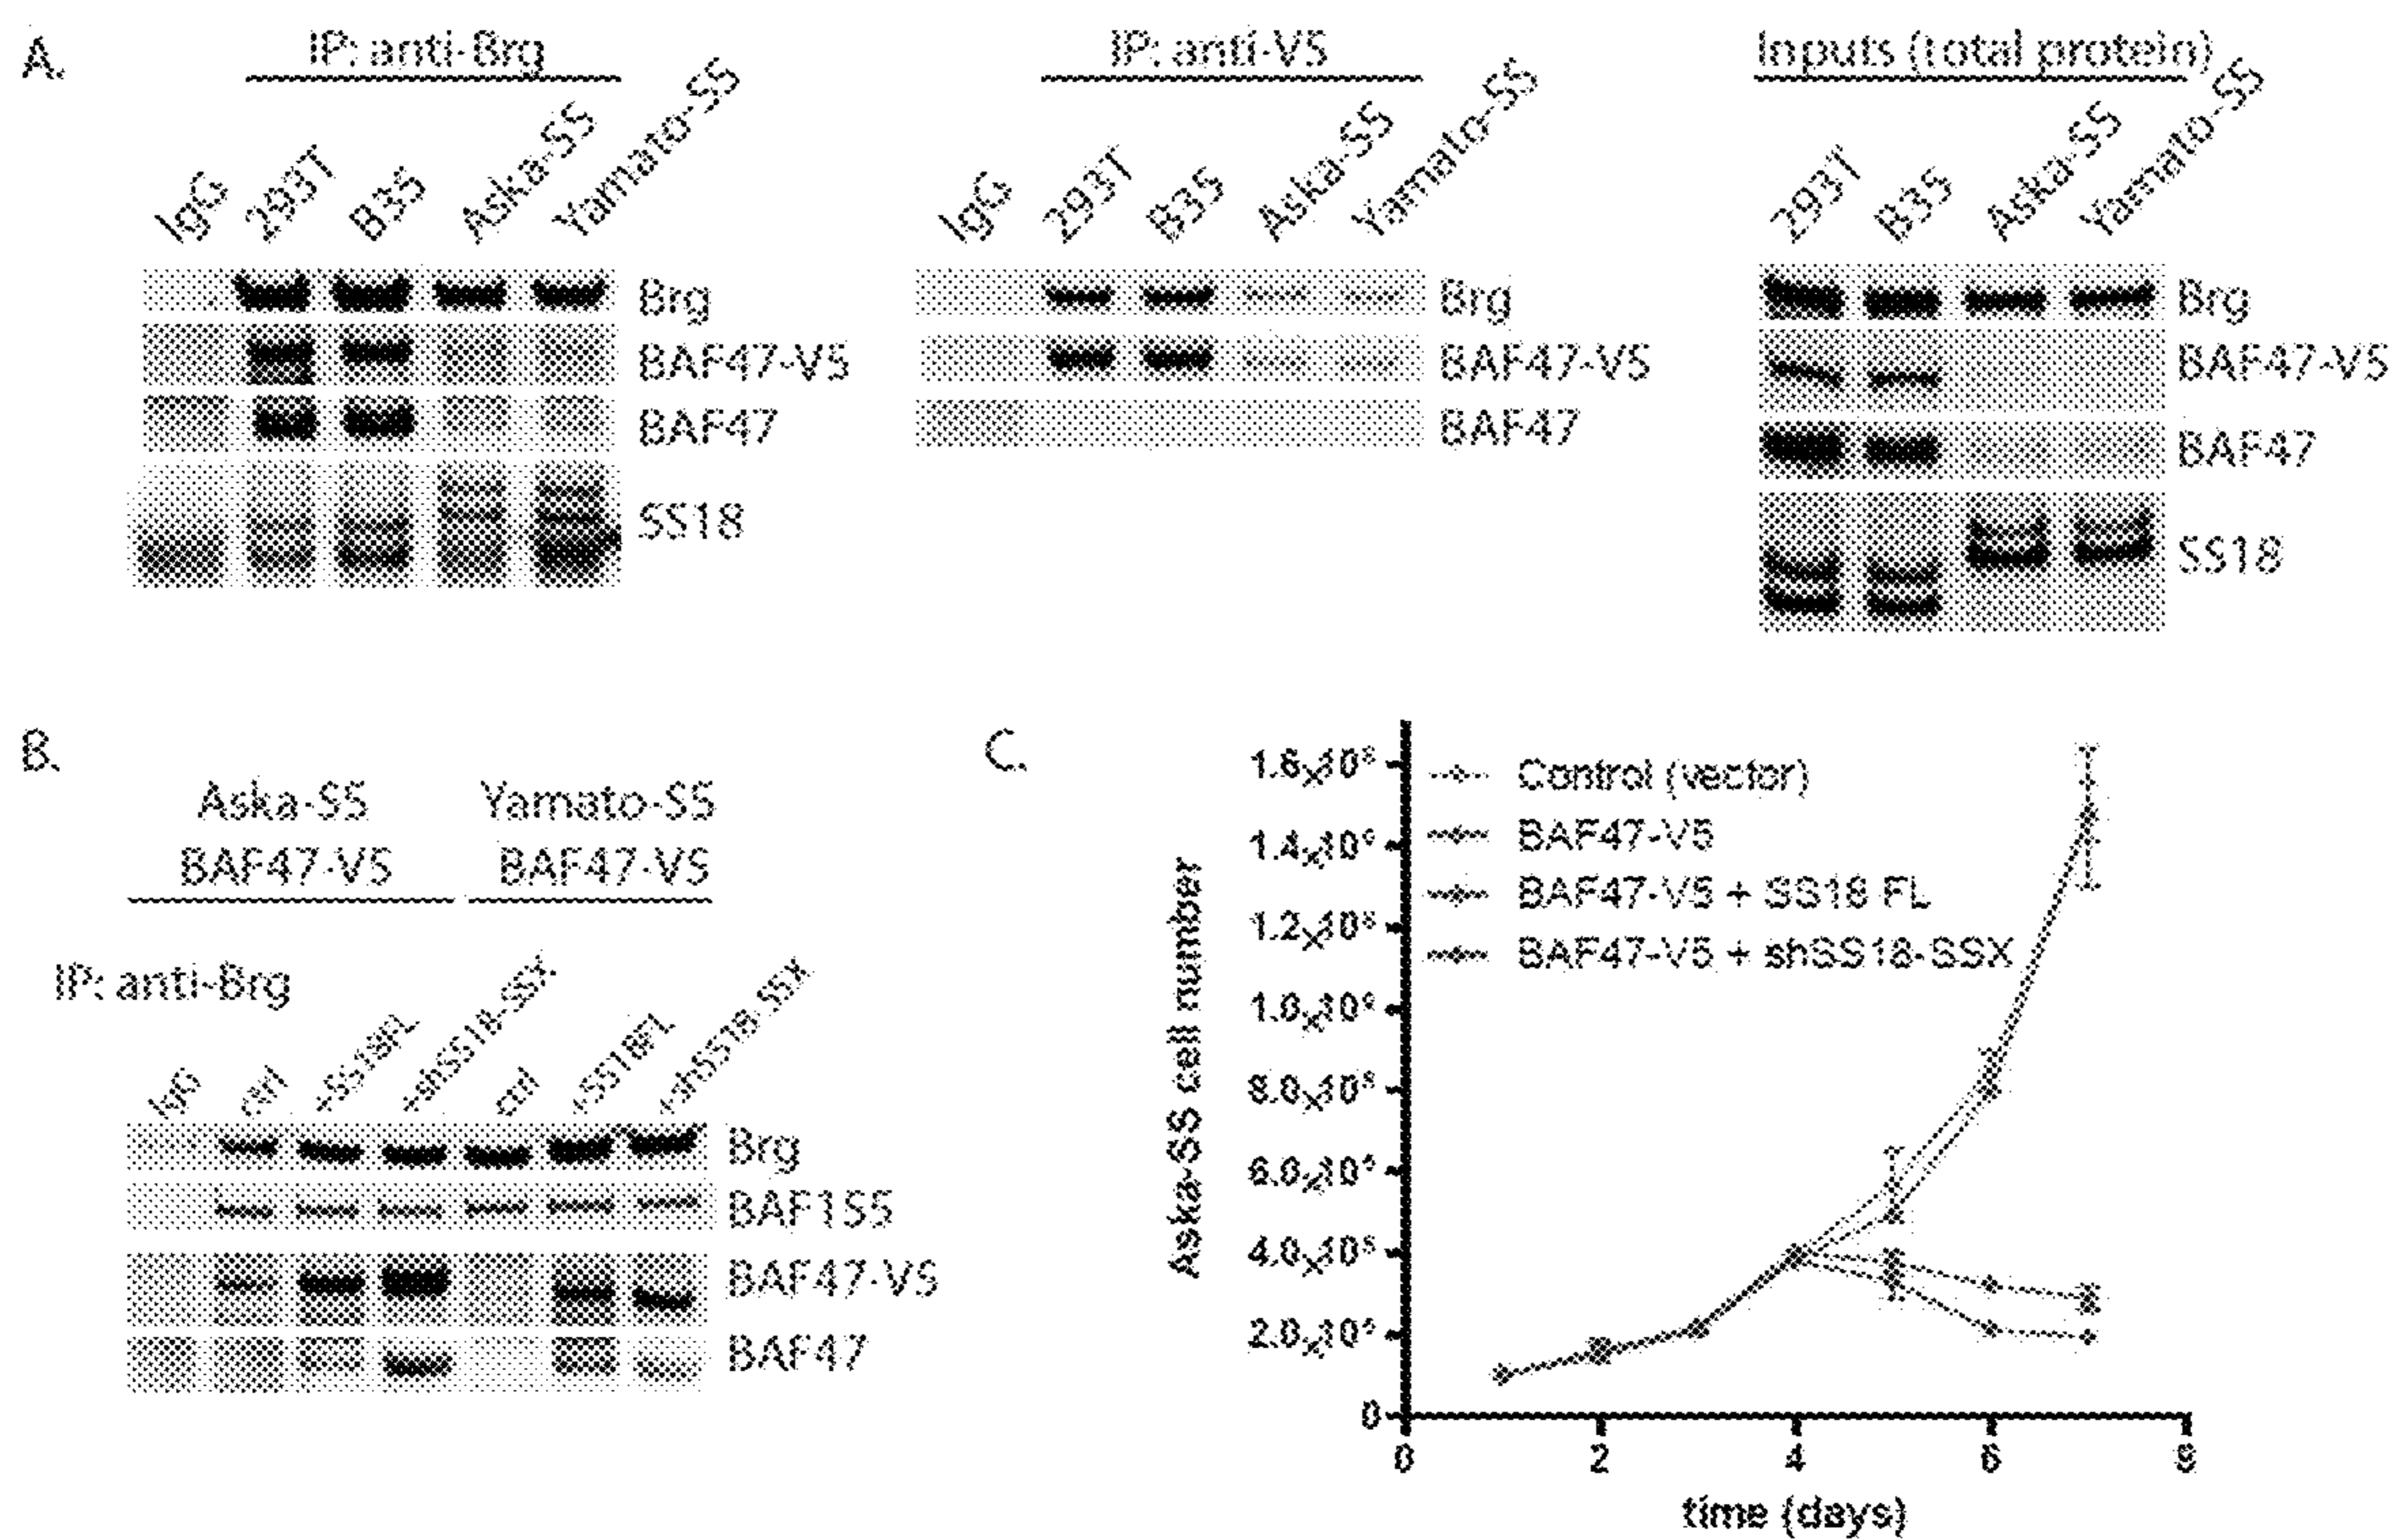 A.
IP: anti-Brg
IgG
293T
B35
Aska-SS
Yamato-SS
Brg
BAF47-V5
BAF47
SS18
IP: anti-V5
IgG
293T
B35
Aska-SS
Yamato-SS
Brg
BAF47-V5
BAF47
Inputs (total protein)
293T
B35
Aska-SS
Yamato-SS
Brg
BAF47-V5
BAF47
SS18
B.
Aska-SS
BAF47-V5
Yamato-SS
BAF47-V5
IP: anti-Brg
IgG
ctrl
+SS18FL
+shSS18-SSX
ctrl
+SS18FL
+shSS18-SSX
Brg
BAF155
BAF47-V5
BAF47
C.
Aska-SS cell number
Control (vector)
BAF47-V5
BAF47-V5 + SS18 FL
BAF47-V5 + shSS18-SSX
0
0
2
4
6
8
time (days)